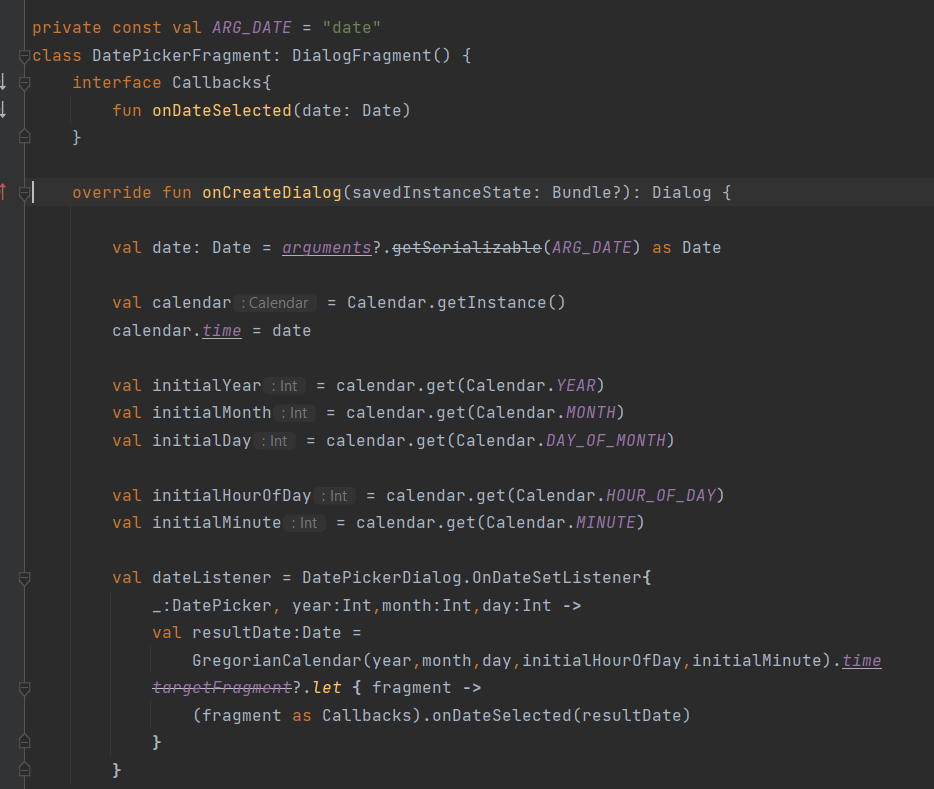 private const val ARG_DATE = "date"
class DatePickerFragment: DialogFragment() {
    interface Callbacks{
        fun onDateSelected(date: Date)
    }

    override fun onCreateDialog(savedInstanceState: Bundle?): Dialog {

        val date: Date = arguments?.getSerializable(ARG_DATE) as Date

        val calendar : Calendar = Calendar.getInstance()
        calendar.time = date

        val initialYear : Int = calendar.get(Calendar.YEAR)
        val initialMonth : Int = calendar.get(Calendar.MONTH)
        val initialDay : Int = calendar.get(Calendar.DAY_OF_MONTH)

        val initialHourOfDay : Int = calendar.get(Calendar.HOUR_OF_DAY)
        val initialMinute : Int = calendar.get(Calendar.MINUTE)

        val dateListener = DatePickerDialog.OnDateSetListener{
            _:DatePicker, year:Int,month:Int,day:Int ->
            val resultDate:Date =
                GregorianCalendar(year,month,day,initialHourOfDay,initialMinute).time
            targetFragment?.let { fragment ->
                (fragment as Callbacks).onDateSelected(resultDate)
            }
        }